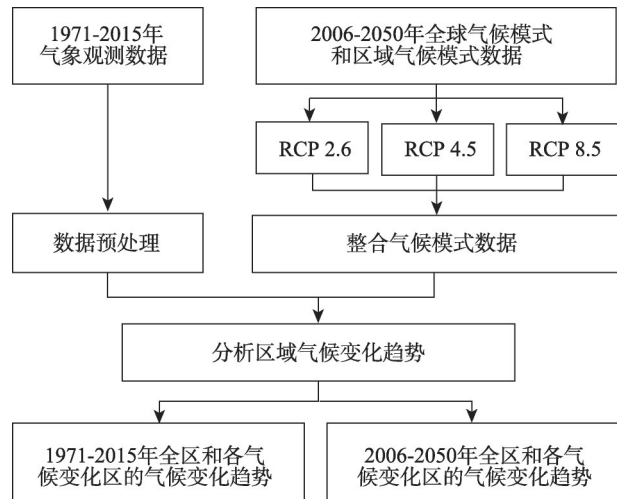 1971-2015年
气象观测数据
2006-2050年全球气候模式
和区域气候模式数据
RCP 2.6
RCP 4.5
RCP 8.5
数据预处理
整合气候模式数据
分析区域气候变化趋势
1971-2015年全区和各气
候变化区的气候变化趋势
2006-2050年全区和各气
候变化区的气候变化趋势